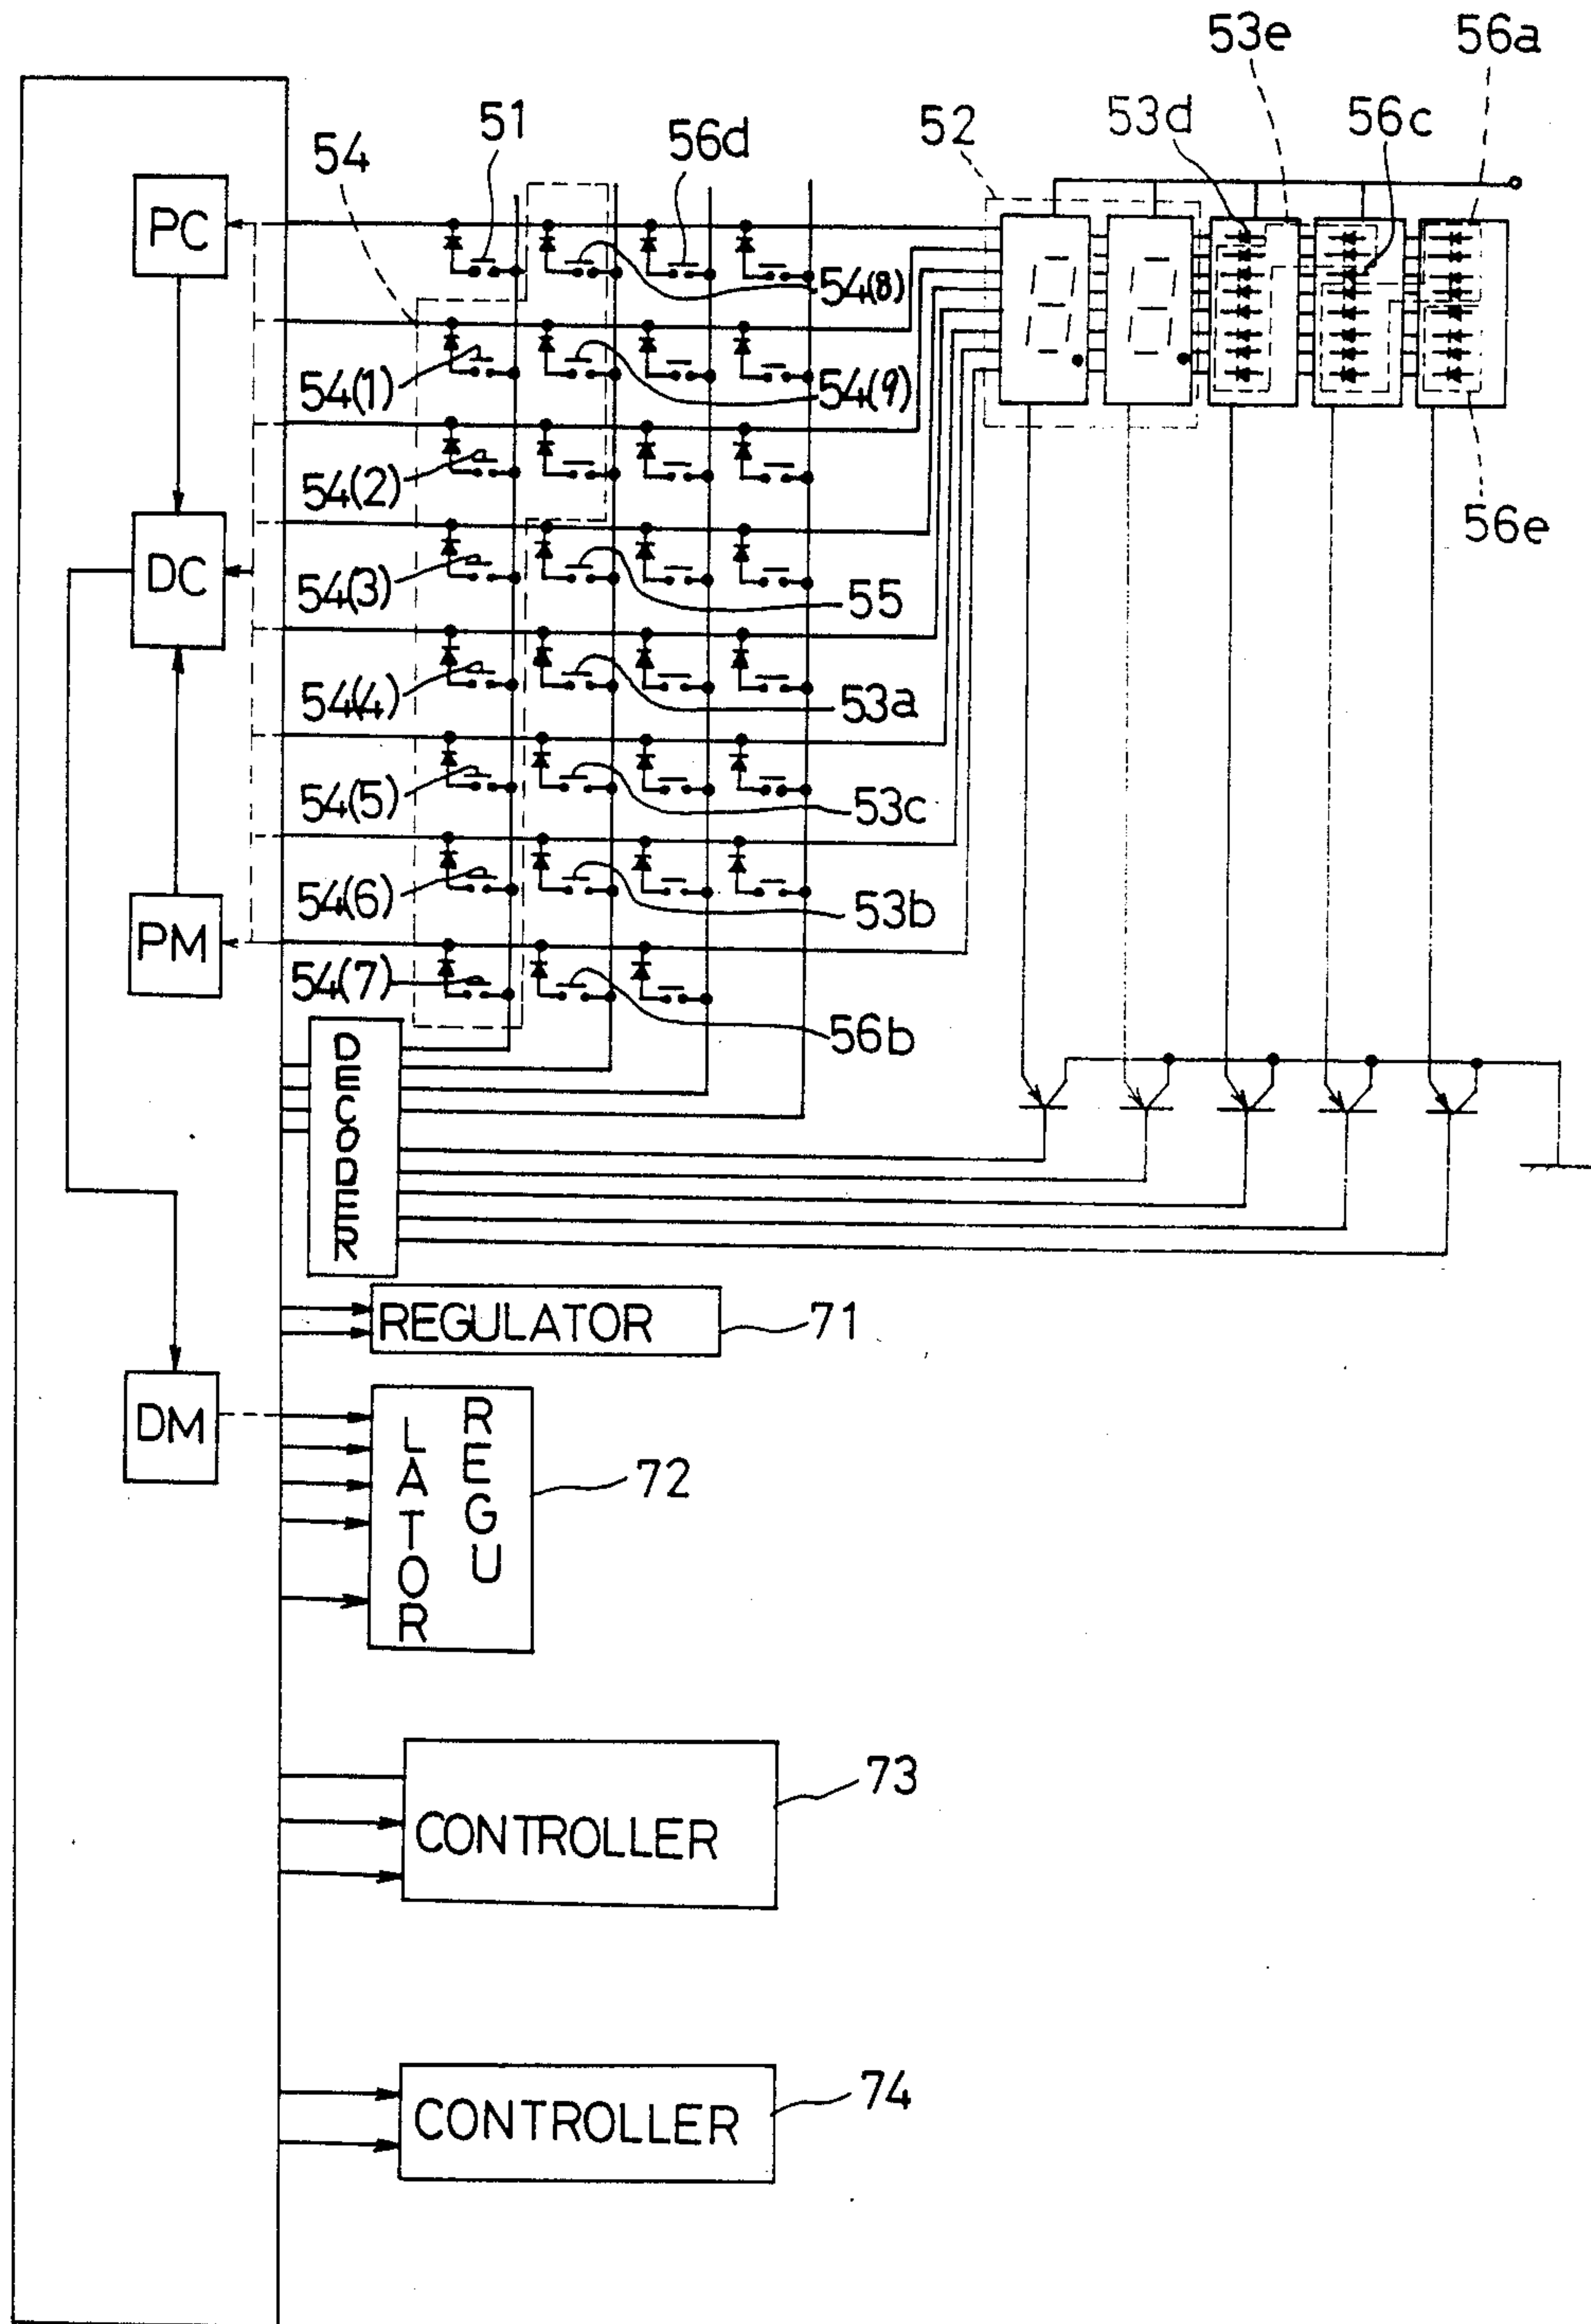 53e
56a
51
52
53d
56c
54
56d
PC
54(8)
54(1)
54(9)
54(2)
56e
DC
54(3)
55
54(4)
53a
54(5)
53c
54(6)
53b
PM
54(7)
56b
DECODER
REGULATOR
71
DM
REGU
LATOR
72
73
CONTROLLER
74
CONTROLLER